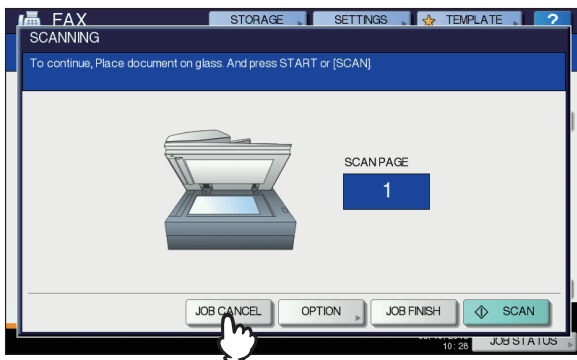 FAX
STORAGE
SETTINGS
TEMPLATE
?
SCANNING
To continue, Place document on glass. And press START or [SCAN].
SCAN PAGE
1
JOB CANCEL
OPTION
JOB FINISH
SCAN
10: 28
JOB STATUS